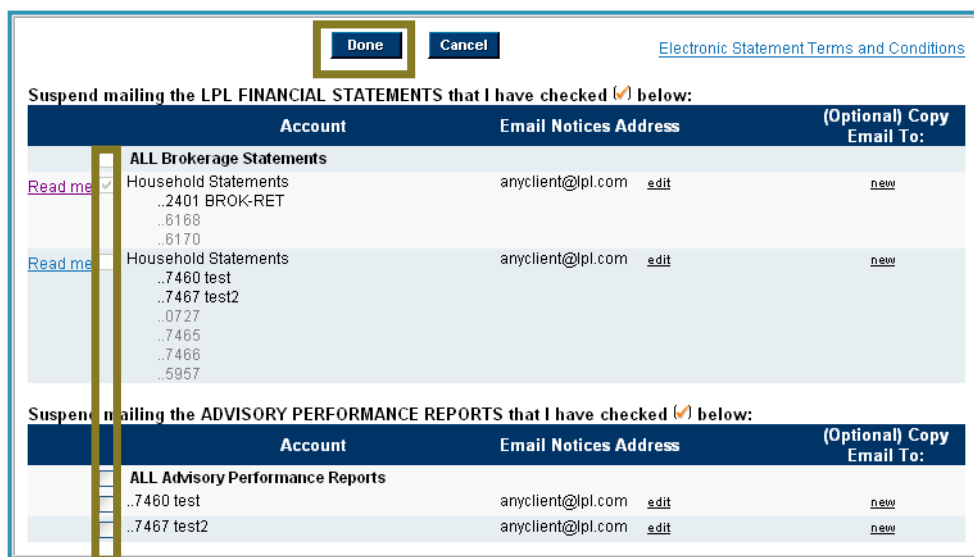 Done Cancel Electronic Statement Terms and Conditions
Suspend mailing the LPL FINANCIAL STATEMENTS that I have checked below:
Account Email Notices Address (Optional) Copy Email To:
ALL Brokerage Statements
Read me Household Statements anyclient@lpl.com edit new
..2401 BROK-RET
..6168
..6170
Read me Household Statements anyclient@lpl.com edit new
..7460 test
..7467 test2
..0727
..7465
..7466
..5957
Suspend mailing the ADVISORY PERFORMANCE REPORTS that I have checked below:
Account Email Notices Address (Optional) Copy Email To:
ALL Advisory Performance Reports
..7460 test anyclient@lpl.com edit new
..7467 test2 anyclient@lpl.com edit new